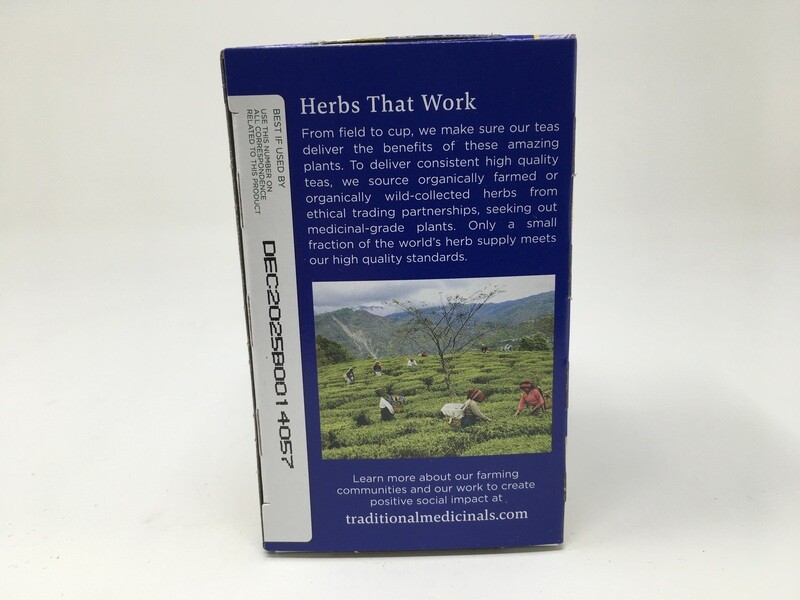 Herbs That Work
From field to cup, we make sure our teas
deliver the benefits of these amazing
plants. To deliver consistent high quality
teas, we source organically farmed or
organically wild-collected herbs from
ethical trading partnerships, seeking out
medicinal-grade plants. Only a small
fraction of the world's herb supply meets
our high quality standards.
Learn more about our farming
communities and our work to create
positive social impact at
traditionalmedicinals.com
BEST IF USED BY
USE THIS NUMBER ON
ALL CORRESPONDENCE
RELATED TO THIS PRODUCT
DEC2025B0014057